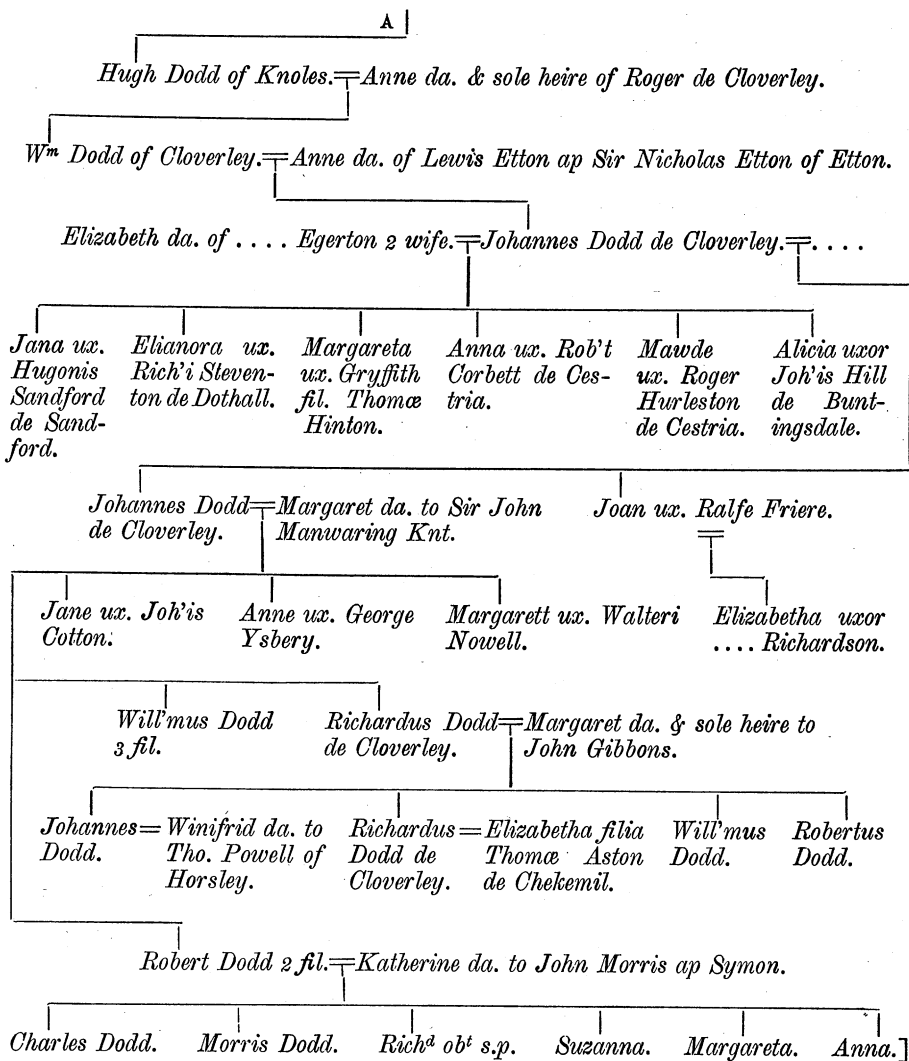 A
Hugh Dodd of Knoles.=Anne da. & sole heire of Roger de Cloverley.
Wᵐ Dodd of Cloverley.=Anne da. of Lewis Etton ap Sir Nicholas Etton of Etton.
Elizabeth da. of .... Egerton 2 wife.=Johannes Dodd de Cloverley.=....
Jana ux.
Hugonis
Sandford
de Sand-
ford.
Elianora ux.
Rich'i Steven-
ton de Dothall.
Margareta
ux. Gryffith
fil. Thomæ
Hinton.
Anna ux. Rob't
Corbett de Ces-
tria.
Mawde
ux. Roger
Hurleston
de Cestria.
Alicia uxor
Joh'is Hill
de Bunt-
ingsdale.
Johannes Dodd=Margaret da. to Sir John
de Cloverley. Manwaring Knt.
Joan ux. Ralfe Friere.
=
Jane ux. Joh'is
Cotton.
Anne ux. George
Ysbery.
Margarett ux. Walteri
Nowell.
Elizabetha uxor
.... Richardson.
Will'mus Dodd
3 fil.
Richardus Dodd=Margaret da. & sole heire to
de Cloverley. John Gibbons.
Johannes=Winifrid da. to
Dodd. Tho. Powell of
Horsley.
Richardus=Elizabetha filia
Dodd de Thomæ Aston
Cloverley. de Chekemil.
Will'mus
Dodd.
Robertus
Dodd.
Robert Dodd 2 fil.=Katherine da. to John Morris ap Symon.
Charles Dodd. Morris Dodd. Richᵈ obᵗ s.p. Suzanna. Margareta. Anna.]